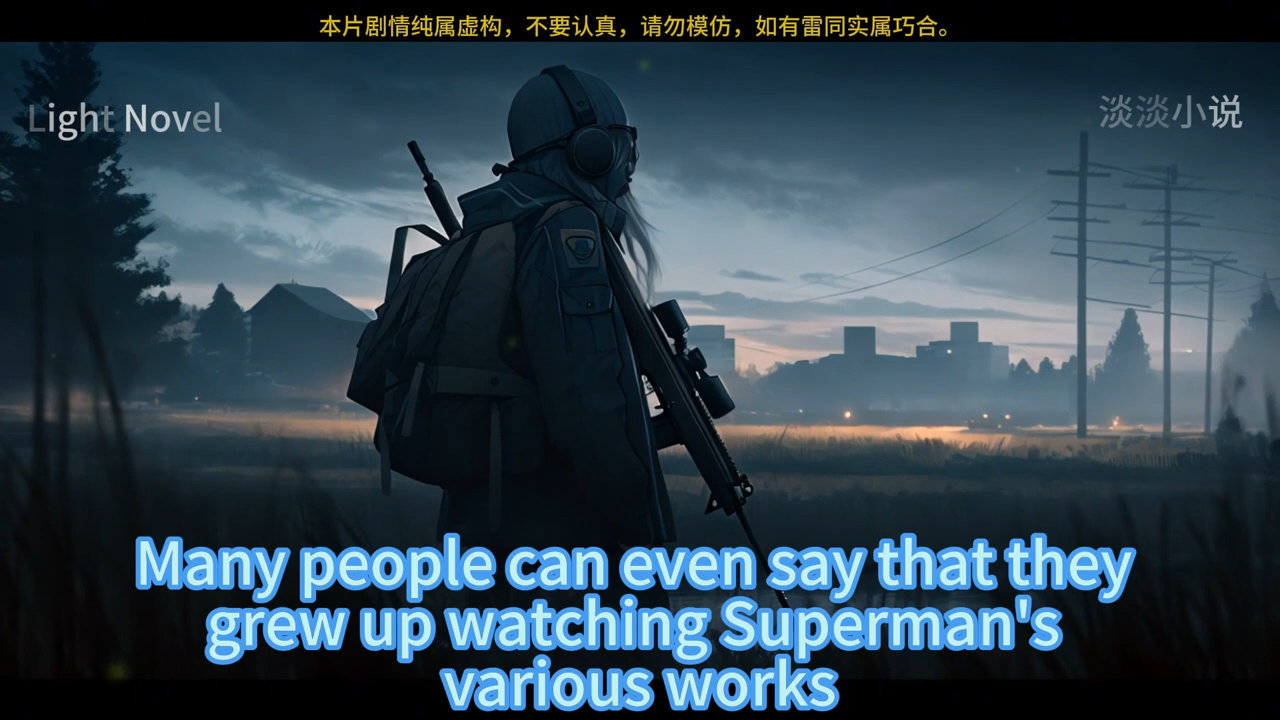 本片剧情纯属虚构，不要认真，请勿模仿，如有雷同实属巧合。
Light Novel
淡淡小说
Many people can even say that they
grew up watching Superman's
various works